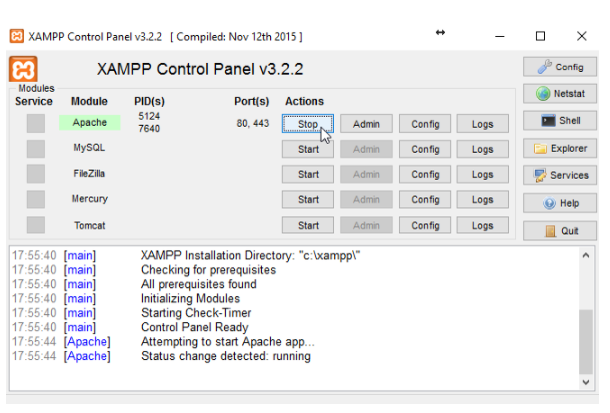 XAMPP Control Panel v3.2.2 [ Compiled: Nov 12th 2015 ]
XAMPP Control Panel v3.2.2
Config
Modules
Service Module PID(s) Port(s) Actions
Netstat
Apache 5124 7640 80, 443 Stop Admin Config Logs
Shell
MySQL Start Admin Config Logs
Explorer
FileZilla Start Admin Config Logs
Services
Mercury Start Admin Config Logs
Help
Tomcat Start Admin Config Logs
Quit
17:55:40 [main] XAMPP Installation Directory: "c:\xampp\"
17:55:40 [main] Checking for prerequisites
17:55:40 [main] All prerequisites found
17:55:40 [main] Initializing Modules
17:55:40 [main] Starting Check-Timer
17:55:40 [main] Control Panel Ready
17:55:44 [Apache] Attempting to start Apache app...
17:55:44 [Apache] Status change detected: running